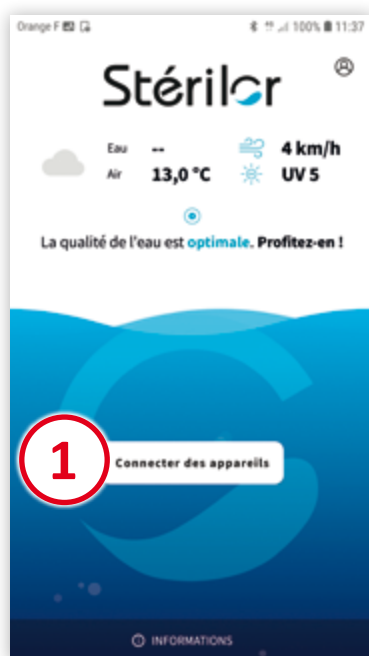 Orange F
100% 11:37
Stérilor
Eau -- 4 km/h
Air 13,0 °C UV 5
La qualité de l'eau est optimale. Profitez-en !
1
Connecter des appareils
INFORMATIONS